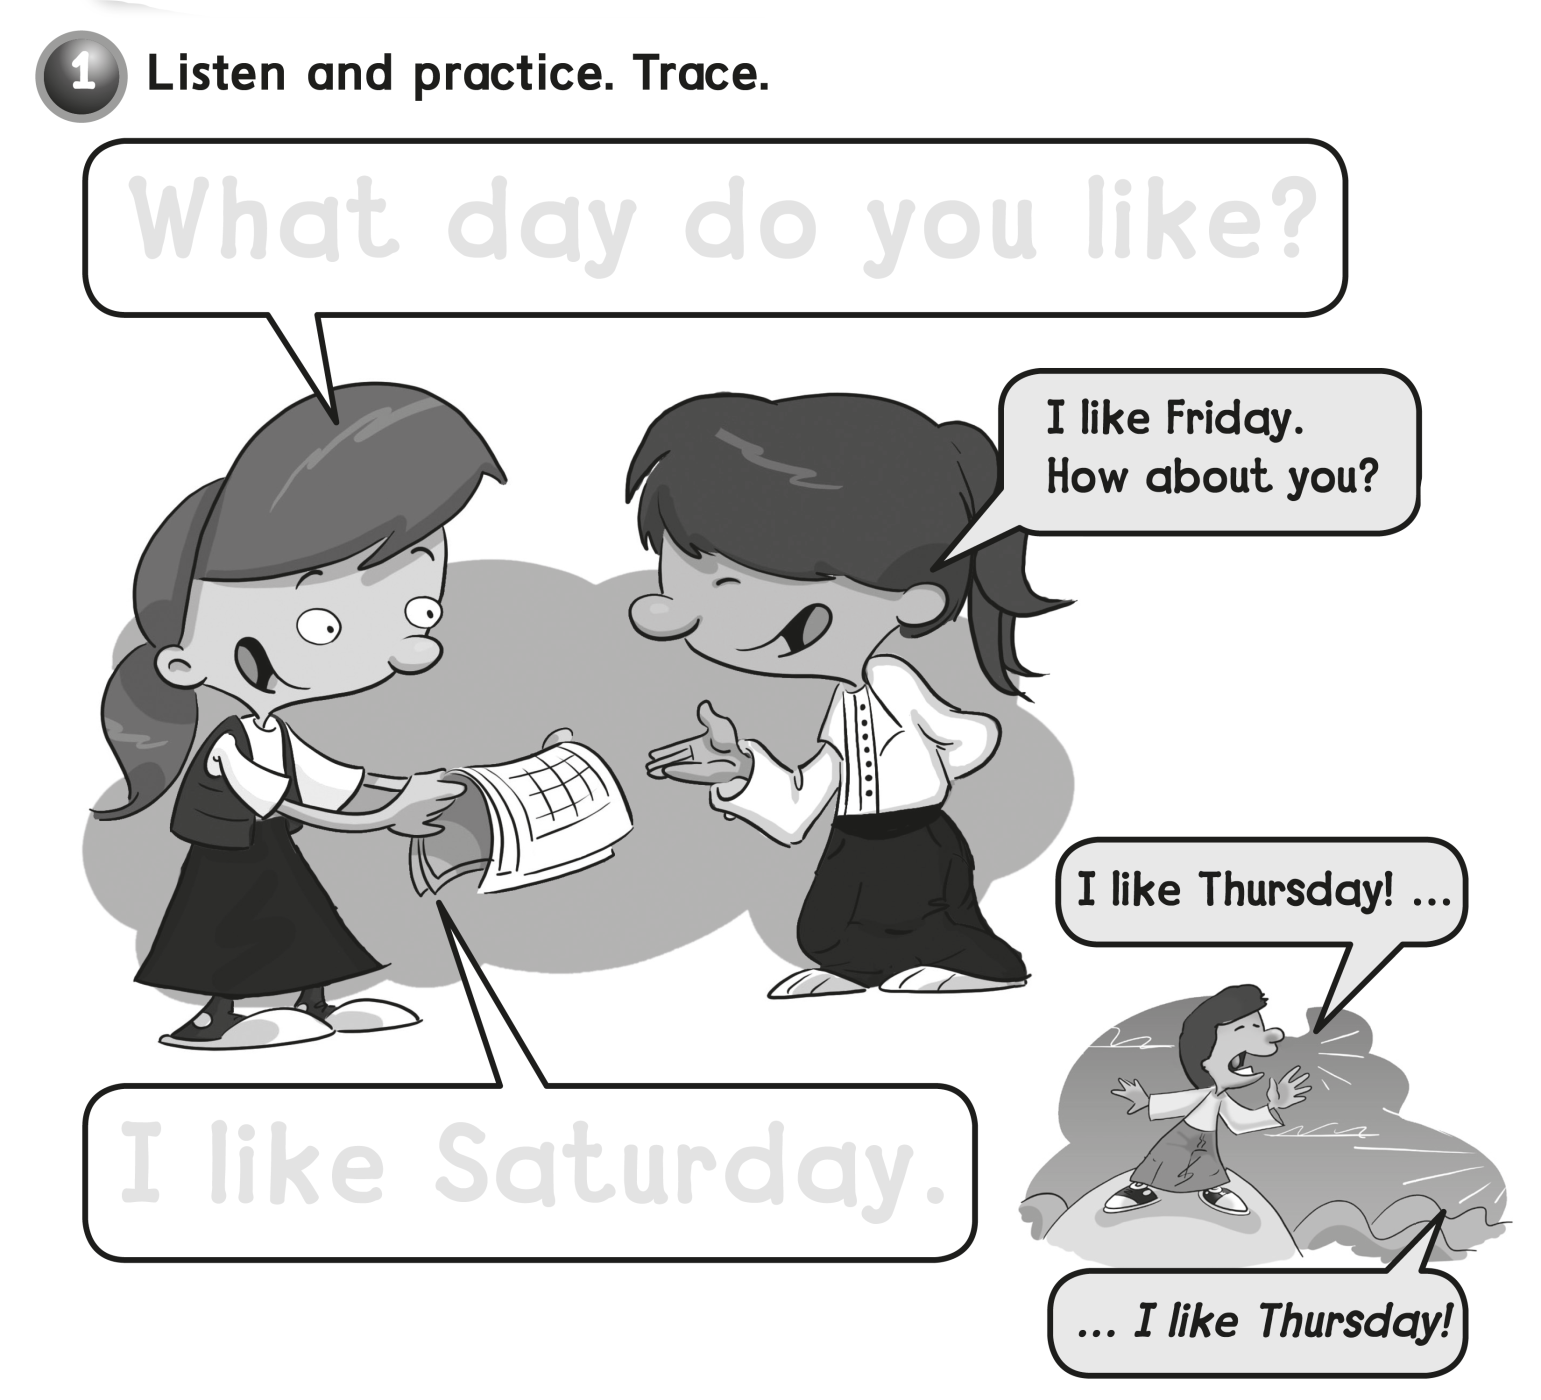 1 Listen and practice. Trace.
What day do you like?
I like Friday.
How about you?
I like Thursday! ...
I like Saturday.
... I like Thursday!